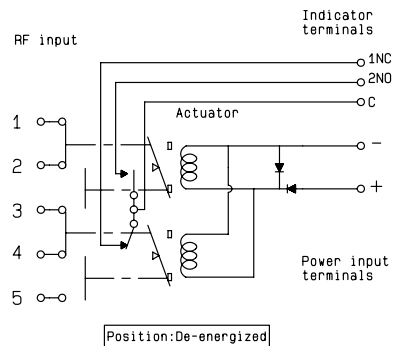 Indicator
terminals
RF input
1NC
2NO
C
Actuator
1
2
3
4
5
−
+
Power input
terminals
Position:De-energized